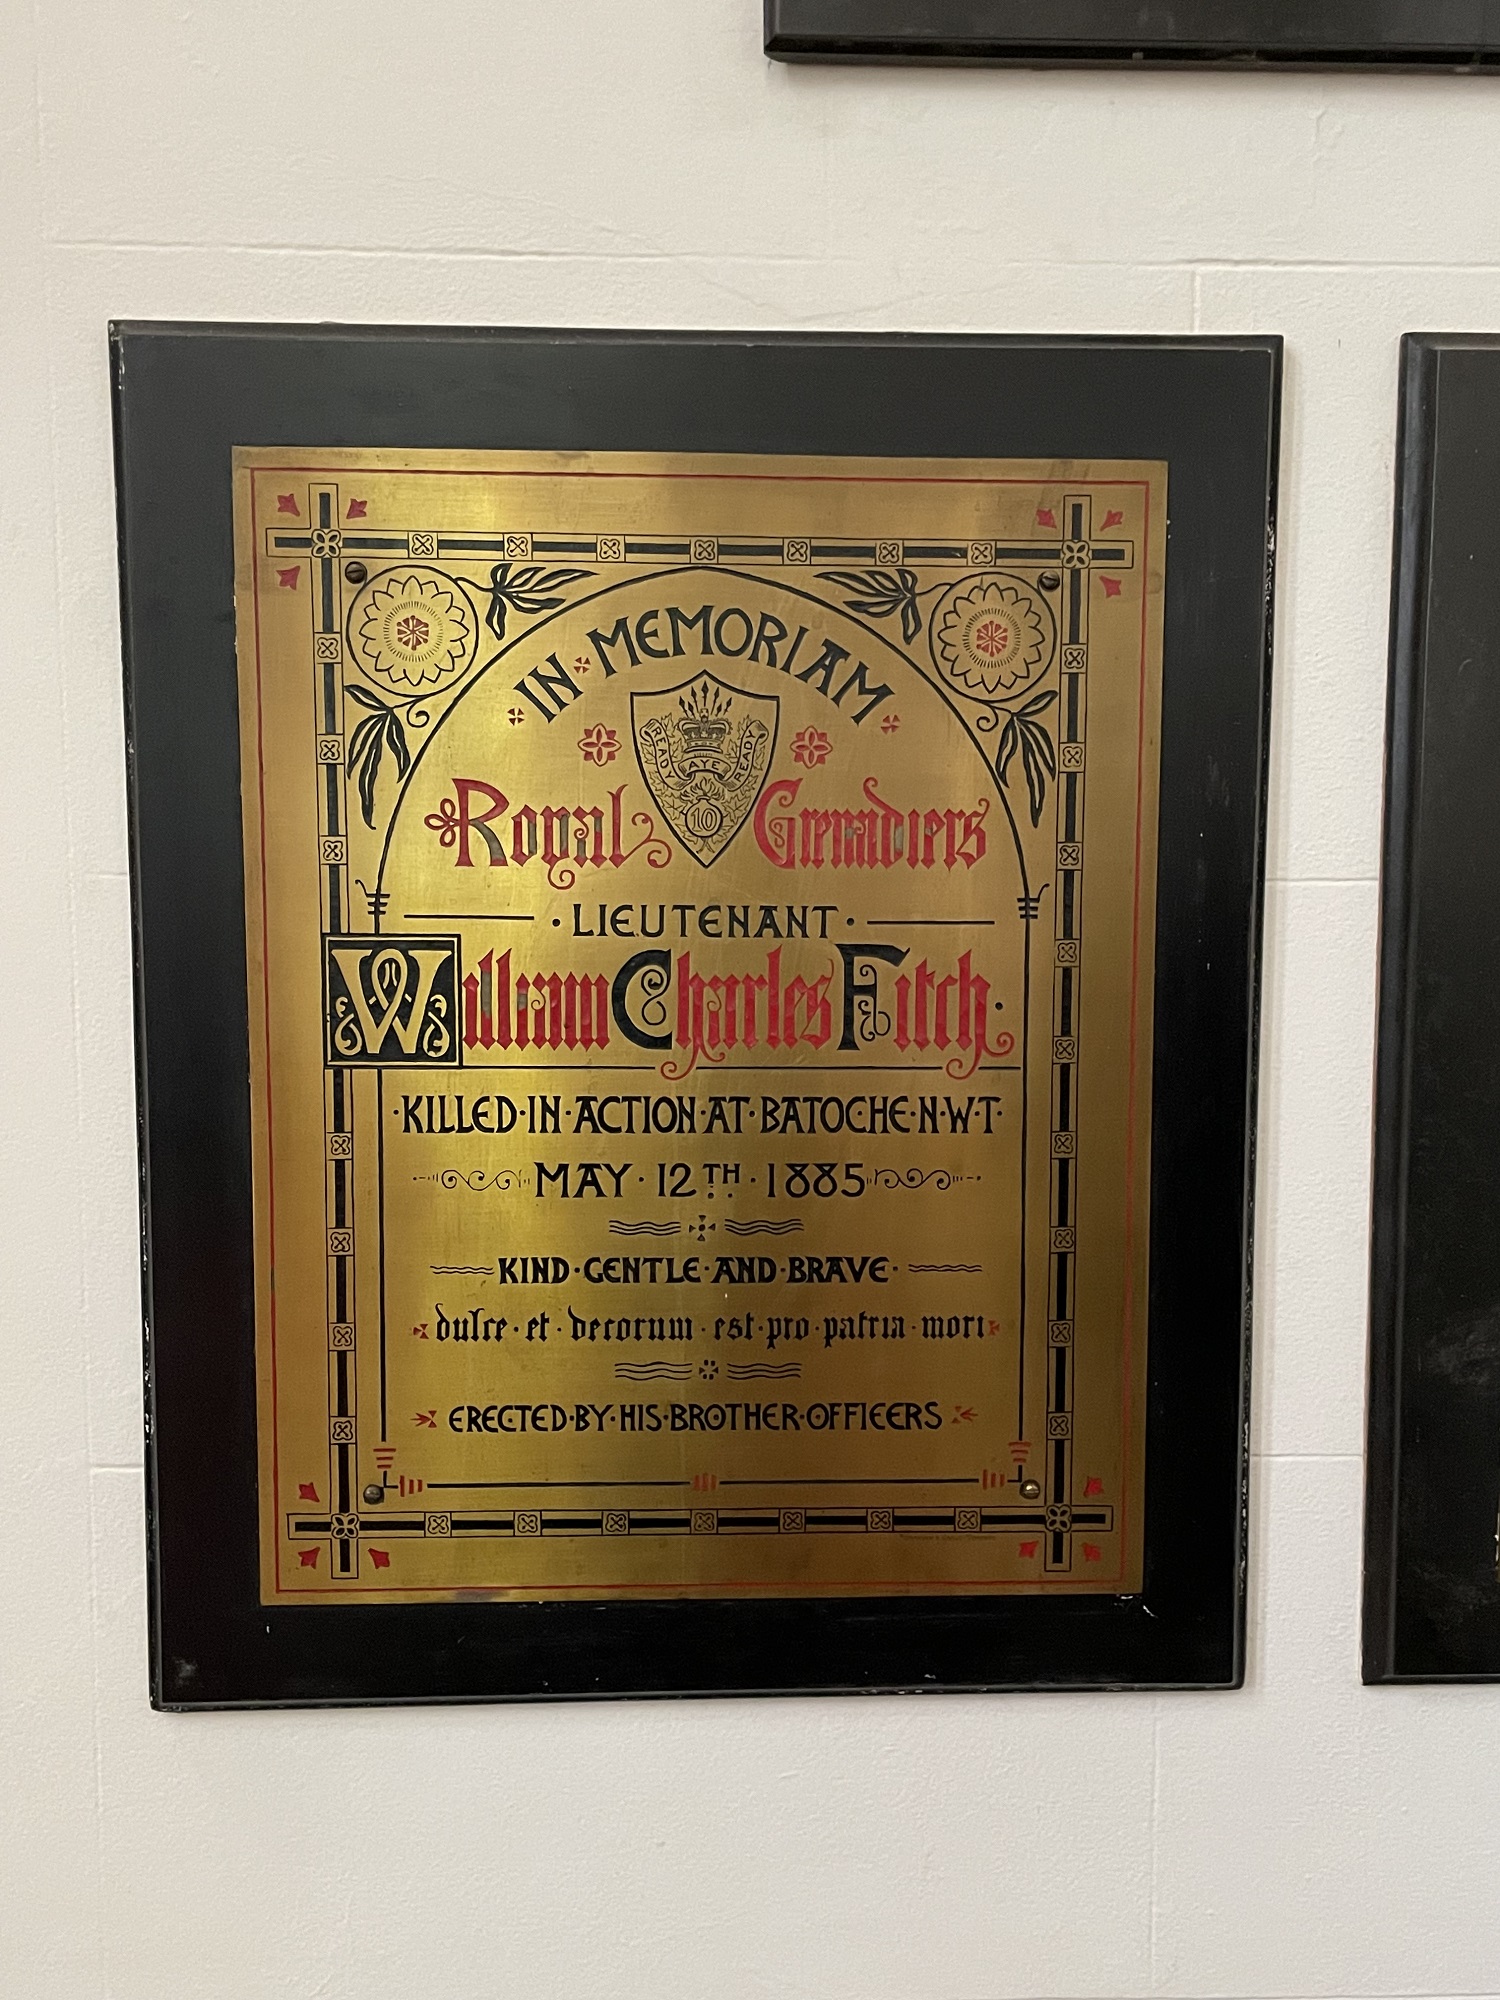 IN MEMORIAM
READY AYE READY
10
Royal Grenadiers
·LIEUTENANT·
William Charles Fitch·
·KILLED·IN·ACTION·AT·BATOCHE·N·W·T·
MAY·12TH·1885
KIND·GENTLE·AND·BRAVE·
dulce·et·decorum·est·pro·patria·mori
ERECTED·BY·HIS·BROTHER·OFFICERS